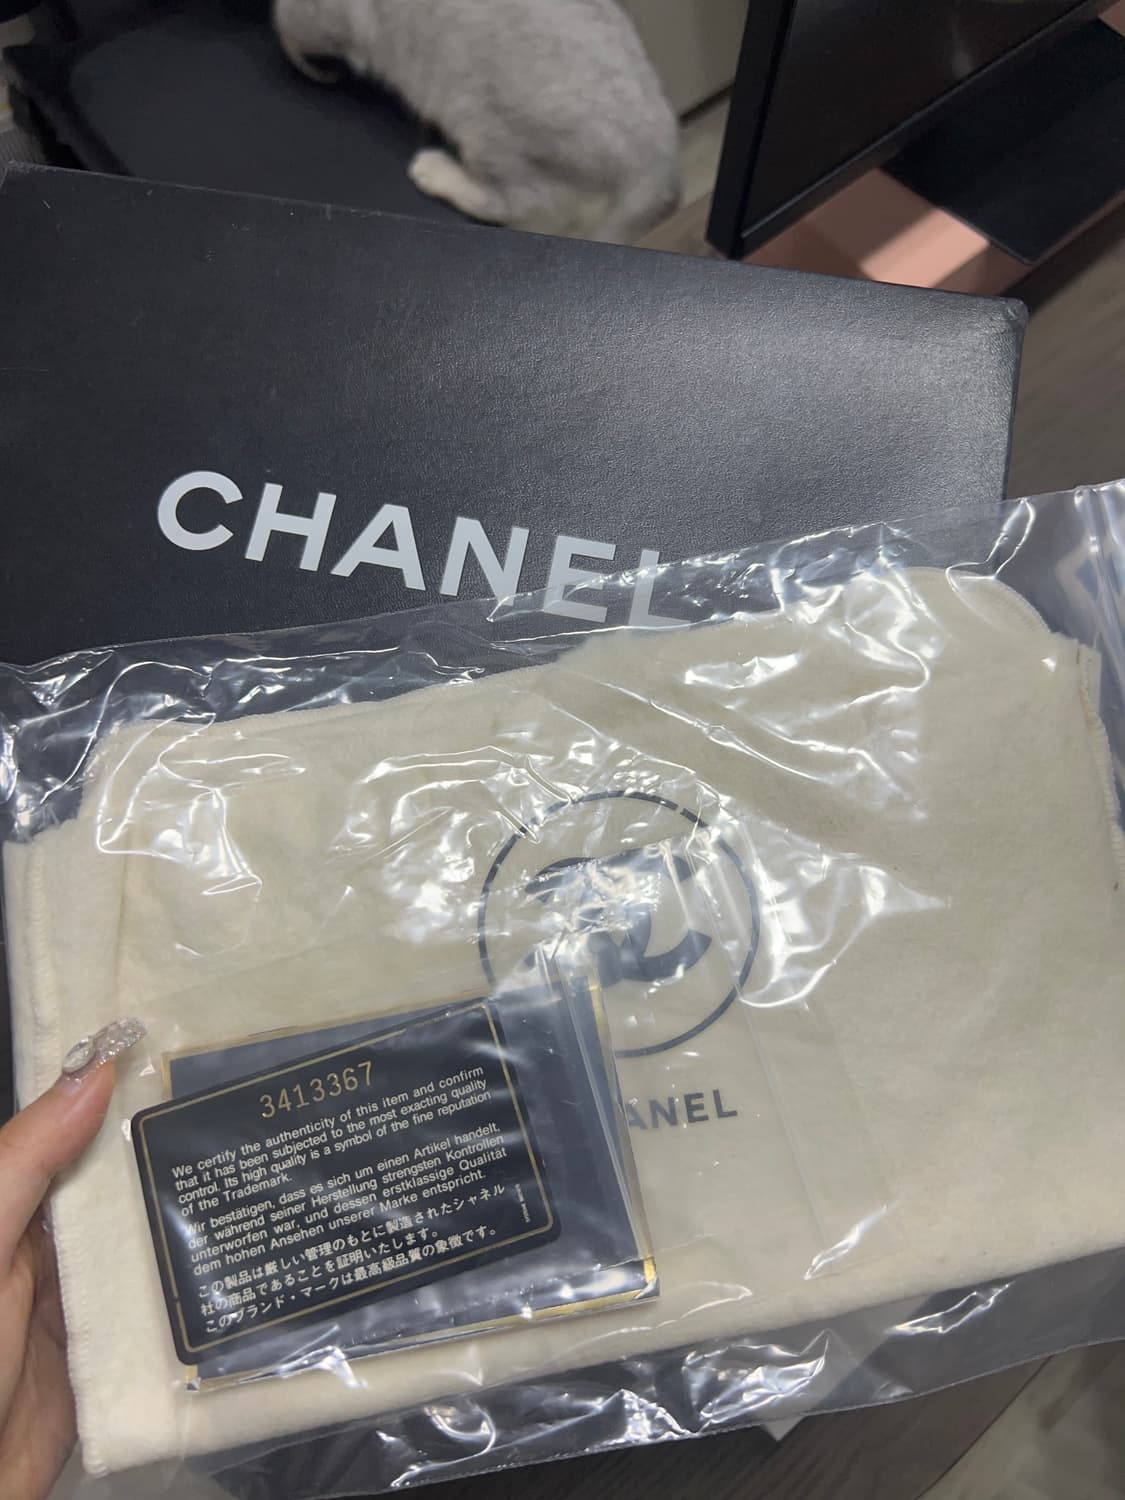 CHANEL
ANEL
3413367
We certify the authenticity of this item and confirm
that it has been subjected to the most exacting quality
control. Its high quality is a symbol of the fine reputation
of the Trademark.
Wir bestätigen, dass es sich um einen Artikel handelt,
der während seiner Herstellung strengsten Kontrollen
unterworfen war, und dessen erstklassige Qualität
dem hohen Ansehen unserer Marke entspricht.
この製品は厳しい管理のもとに製造されたシャネル
社の商品であることを証明いたします。
このブランド・マークは最高級品質の象徴です。